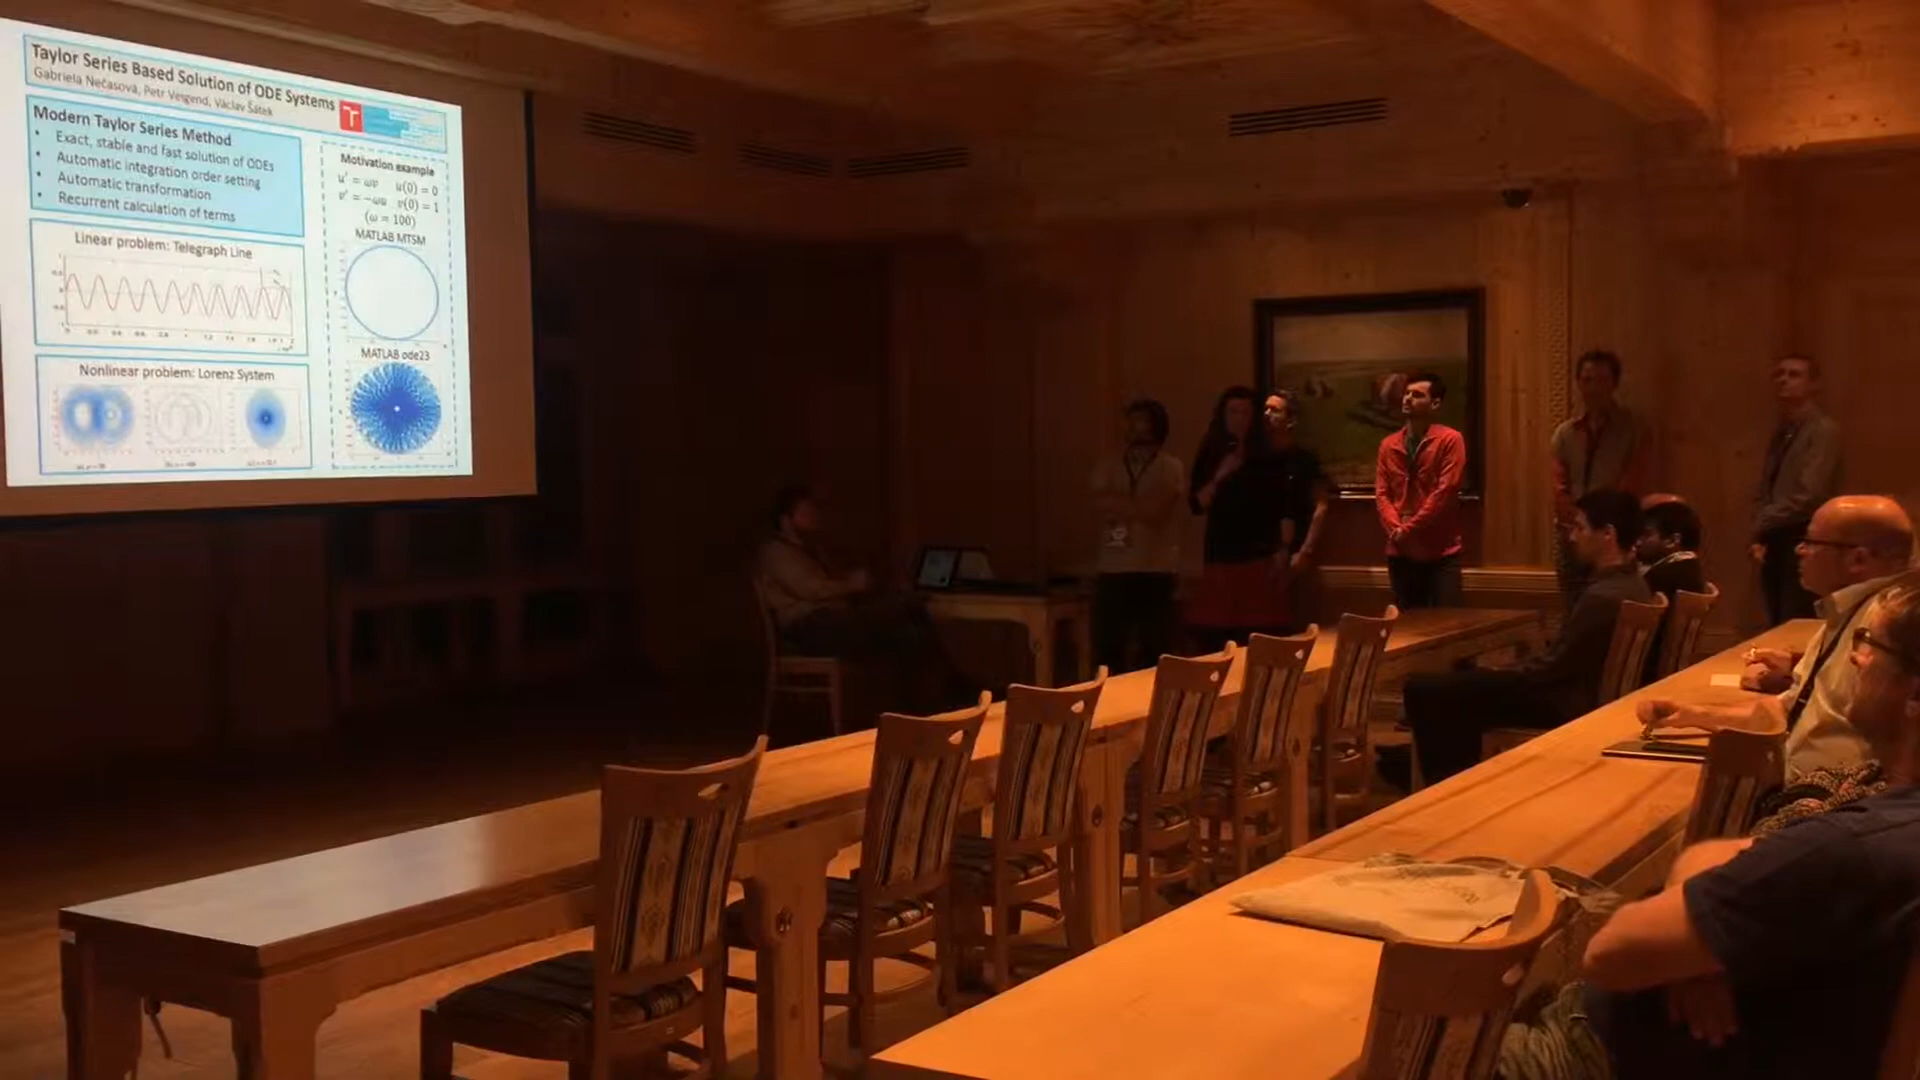 Taylor Series Based Solution of ODE Systems
Gabriela Nečasová, Petr Veigend, Václav Šátek
Modern Taylor Series Method
• Exact, stable and fast solution of ODEs
• Automatic integration order setting
• Automatic transformation
• Recurrent calculation of terms
Linear problem: Telegraph Line
Nonlinear problem: Lorenz System
Motivation example
u' = ωv u(0) = 0
v' = −ωu v(0) = 1
(ω = 100)
MATLAB MTSM
MATLAB ode23